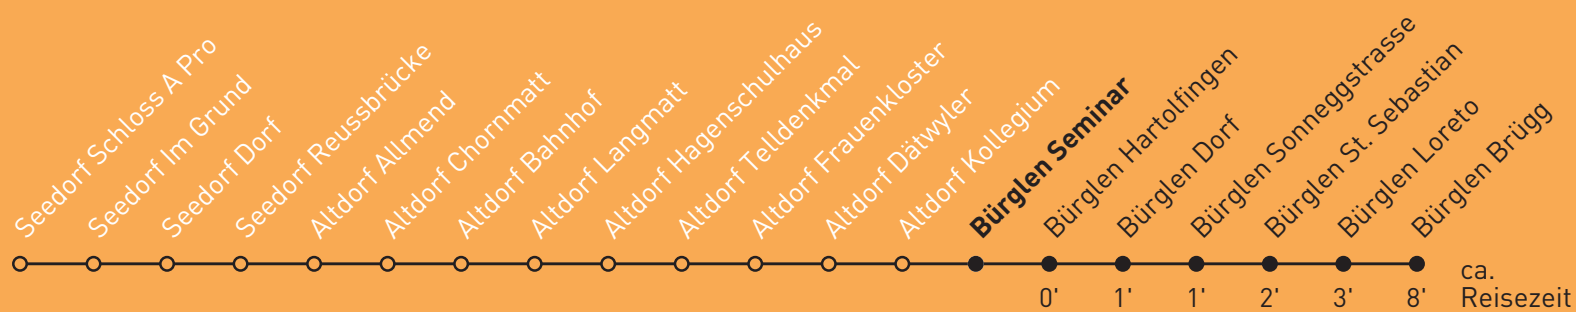 Seedorf Schloss A Pro
Seedorf Im Grund
Seedorf Dorf
Seedorf Reussbrücke
Altdorf Allmend
Altdorf Chornmatt
Altdorf Bahnhof
Altdorf Langmatt
Altdorf Hagenschulhaus
Altdorf Telldenkmal
Altdorf Frauenkloster
Altdorf Dätwyler
Altdorf Kollegium
Bürglen Seminar
Bürglen Hartolfingen
Bürglen Dorf
Bürglen Sonneggstrasse
Bürglen St. Sebastian
Bürglen Loreto
Bürglen Brügg
ca.
0' 1' 1' 2' 3' 8' Reisezeit